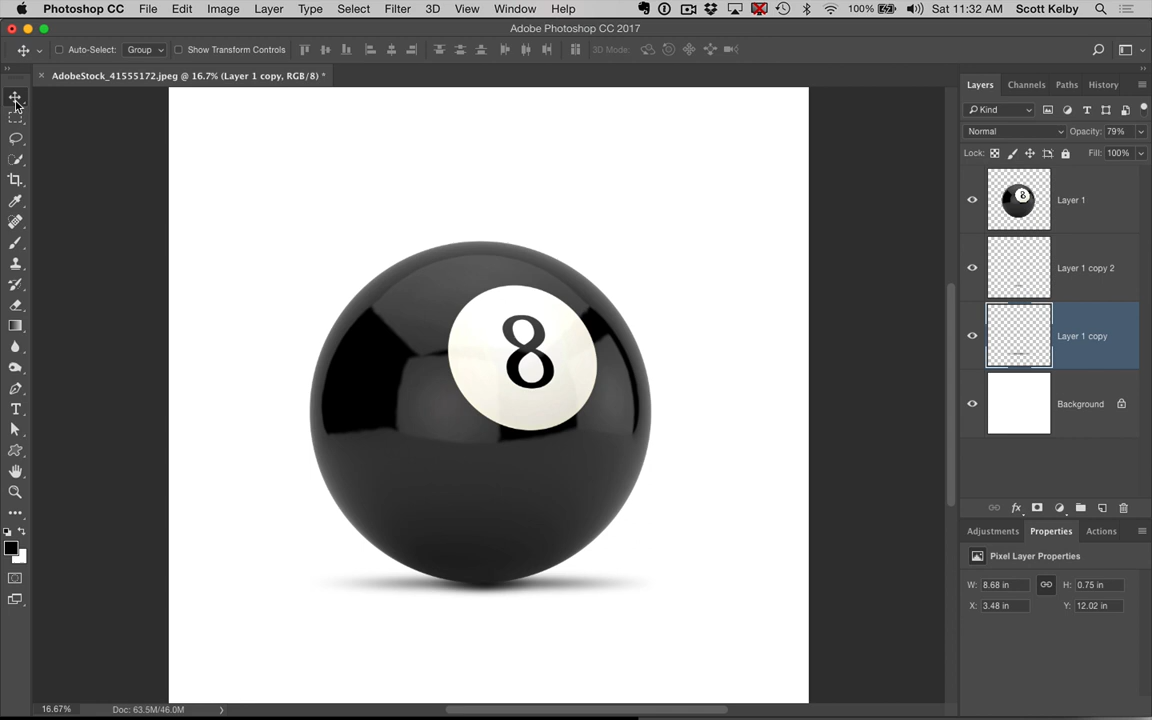 Photoshop CC File Edit Image Layer Type Select Filter 3D View Window Help 100% Sat 11:32 AM Scott Kelby
Adobe Photoshop CC 2017
Auto-Select: Group Show Transform Controls 3D Mode:
AdobeStock_41555172.jpeg @ 16.7% (Layer 1 copy, RGB/8) *
Layers Channels Paths History
Kind
Normal Opacity: 79%
Lock: Fill: 100%
Layer 1
Layer 1 copy 2
Layer 1 copy
Background
8
Adjustments Properties Actions
Pixel Layer Properties
W: 8.68 in H: 0.75 in
X: 3.48 in Y: 12.02 in
16.67% Doc: 63.5M/46.0M